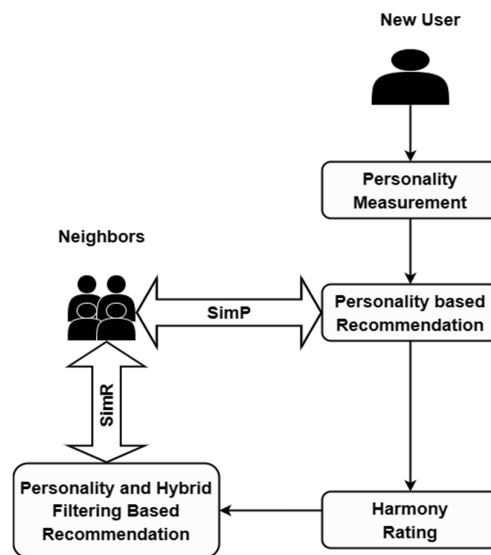 New User
Personality
Measurement
Neighbors
SimP
Personality based
Recommendation
SimR
Personality and Hybrid
Filtering Based
Recommendation
Harmony
Rating